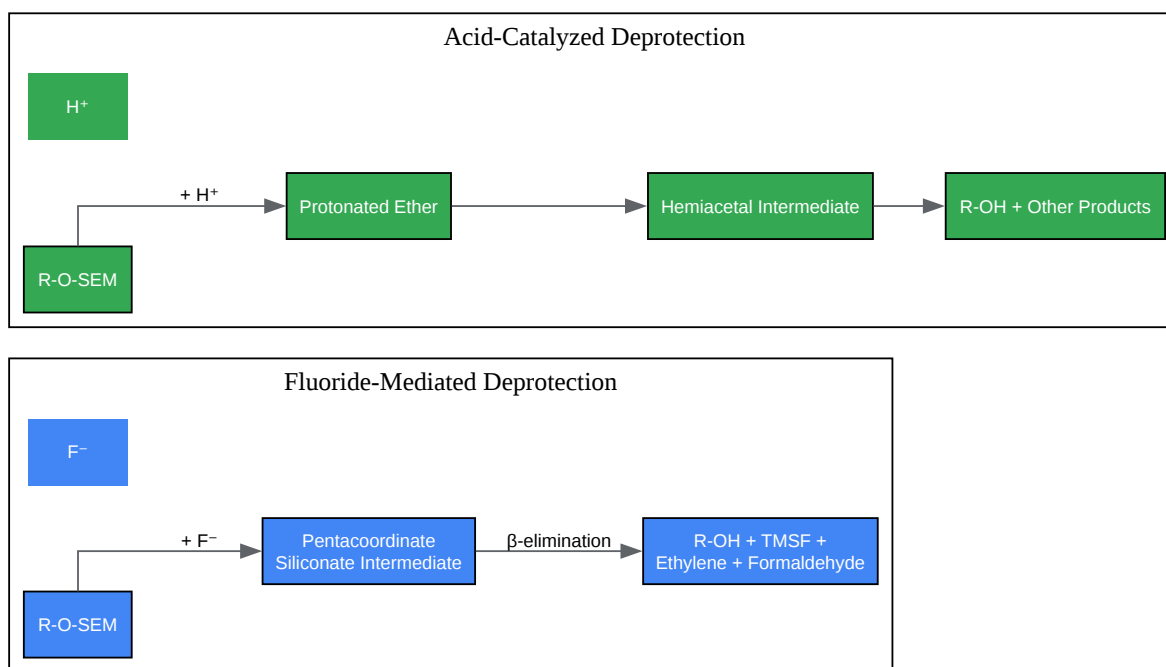 Acid-Catalyzed Deprotection
H⁺
+ H⁺
Protonated Ether
Hemiacetal Intermediate
R-OH + Other Products
R-O-SEM
Fluoride-Mediated Deprotection
F⁻
+ F⁻
Pentacoordinate
Siliconate Intermediate
β-elimination
R-OH + TMSF +
Ethylene + Formaldehyde
R-O-SEM